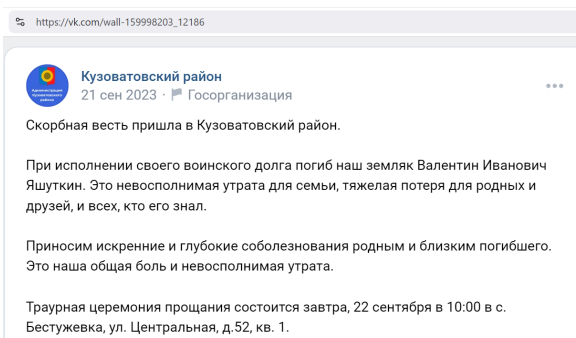 https://vk.com/wall-159998203_12186
Кузоватовский район
21 сен 2023 · Госорганизация
Администрация
Кузоватовского
района
Скорбная весть пришла в Кузоватовский район.
При исполнении своего воинского долга погиб наш земляк Валентин Иванович
Яшуткин. Это невосполнимая утрата для семьи, тяжелая потеря для родных и
друзей, и всех, кто его знал.
Приносим искренние и глубокие соболезнования родным и близким погибшего.
Это наша общая боль и невосполнимая утрата.
Траурная церемония прощания состоится завтра, 22 сентября в 10:00 в с.
Бестужевка, ул. Центральная, д.52, кв. 1.